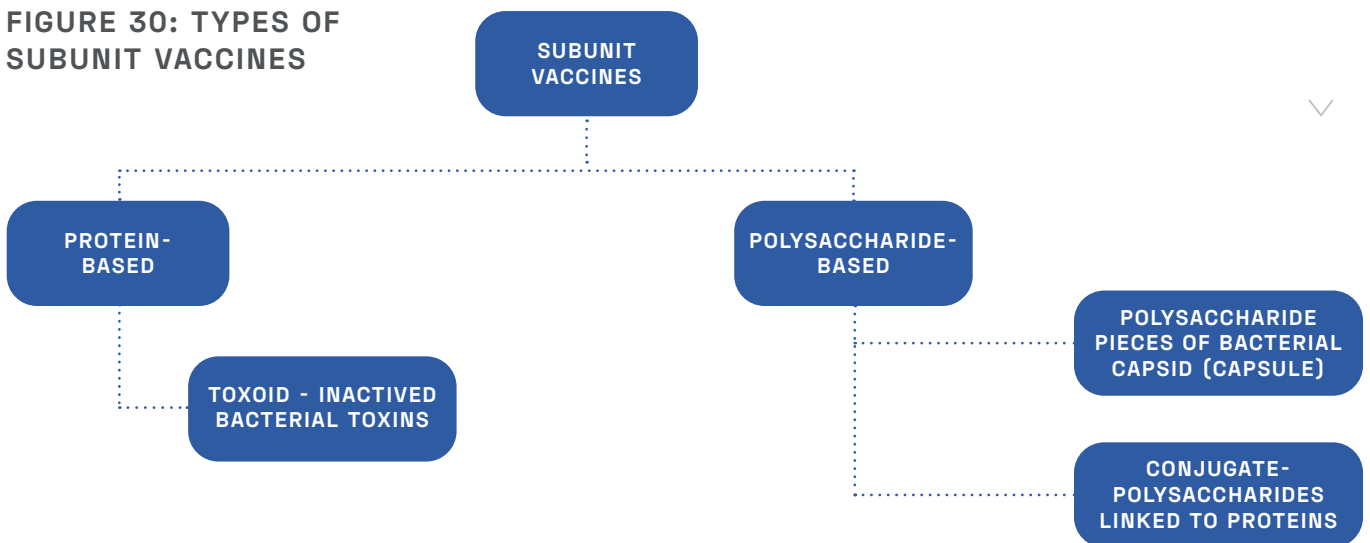 FIGURE 30: TYPES OF
SUBUNIT VACCINES
SUBUNIT
VACCINES
PROTEIN-
BASED
POLYSACCHARIDE-
BASED
TOXOID - INACTIVED
BACTERIAL TOXINS
POLYSACCHARIDE
PIECES OF BACTERIAL
CAPSID (CAPSULE)
CONJUGATE-
POLYSACCHARIDES
LINKED TO PROTEINS